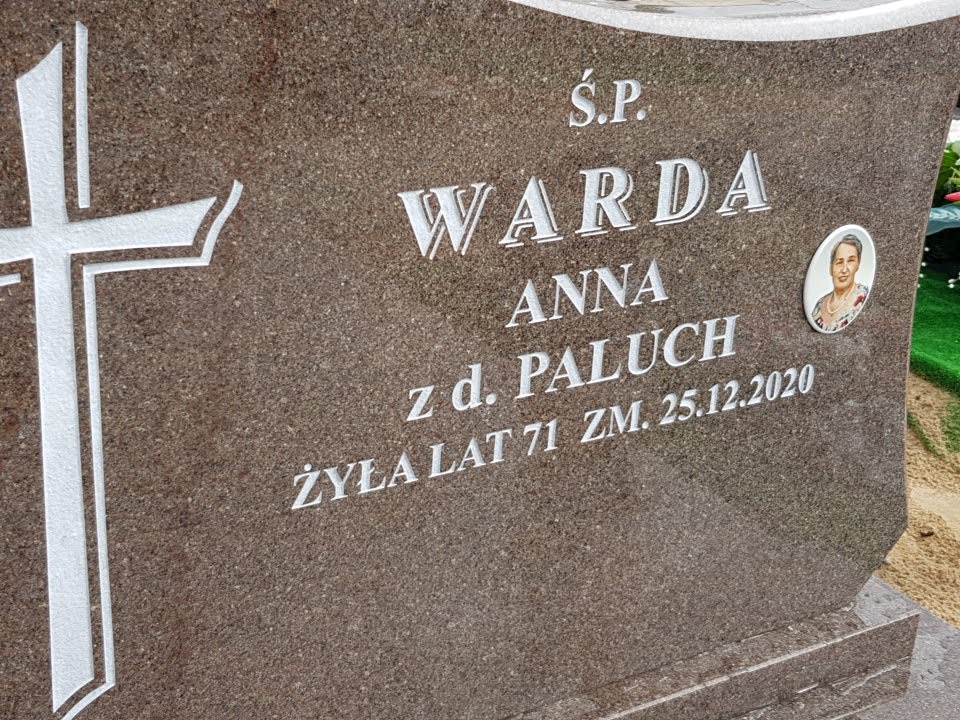 Ś.P.
WARDA
ANNA
z d. PALUCH
ŻYŁA LAT 71 ZM. 25.12.2020